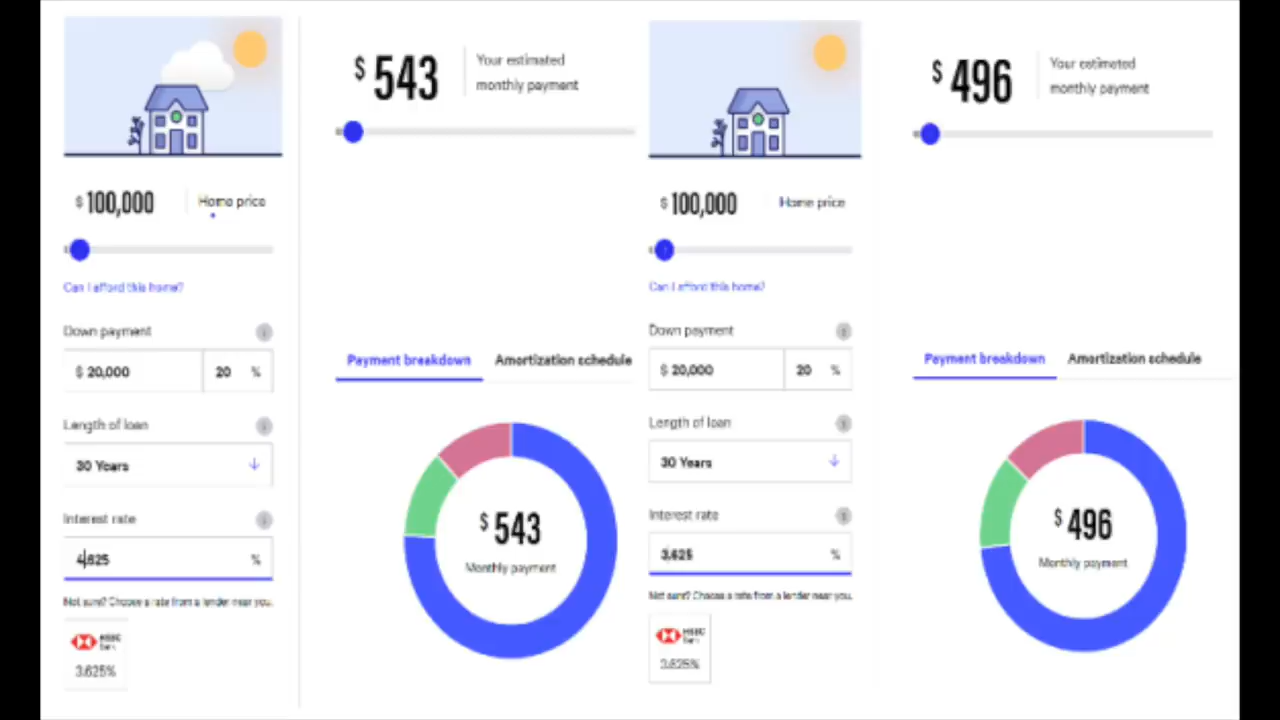 $ 543
Your estimated
monthly payment
$ 100,000
Home price
Can I afford this home?
Down payment
$ 20,000
20 %
Length of loan
30 Years
Interest rate
4.625 %
Not sure? Choose a rate from a lender near you.
HSBC
Bank
3.625%
Payment breakdown
Amortization schedule
$ 543
Monthly payment
$ 496
Your estimated
monthly payment
$ 100,000
Home price
Can I afford this home?
Down payment
$ 20,000
20 %
Length of loan
30 Years
Interest rate
3.625 %
Not sure? Choose a rate from a lender near you.
HSBC
Bank
3.625%
Payment breakdown
Amortization schedule
$ 496
Monthly payment